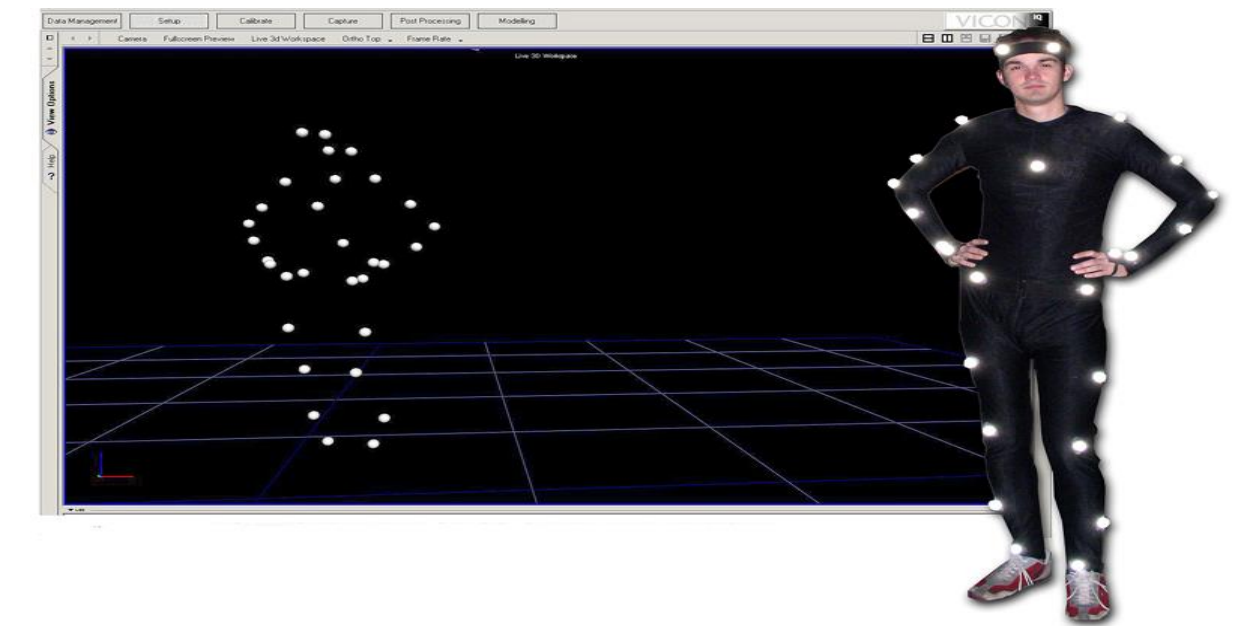 Data Management Setup Calibrate Capture Post Processing Modelling
VICON IQ
Camera Fullscreen Preview Live 3d Workspace Ortho Top Frame Rate
Live 3D Workspace
View Options
? Help